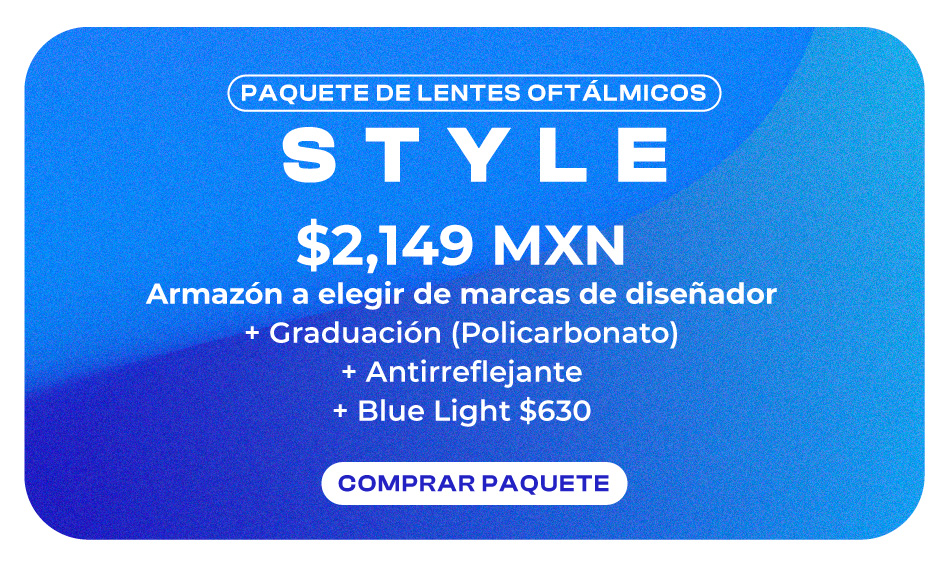 PAQUETE DE LENTES OFTÁLMICOS
STYLE
$2,149 MXN
Armazón a elegir de marcas de diseñador
+ Graduación (Policarbonato)
+ Antirreflejante
+ Blue Light $630
COMPRAR PAQUETE